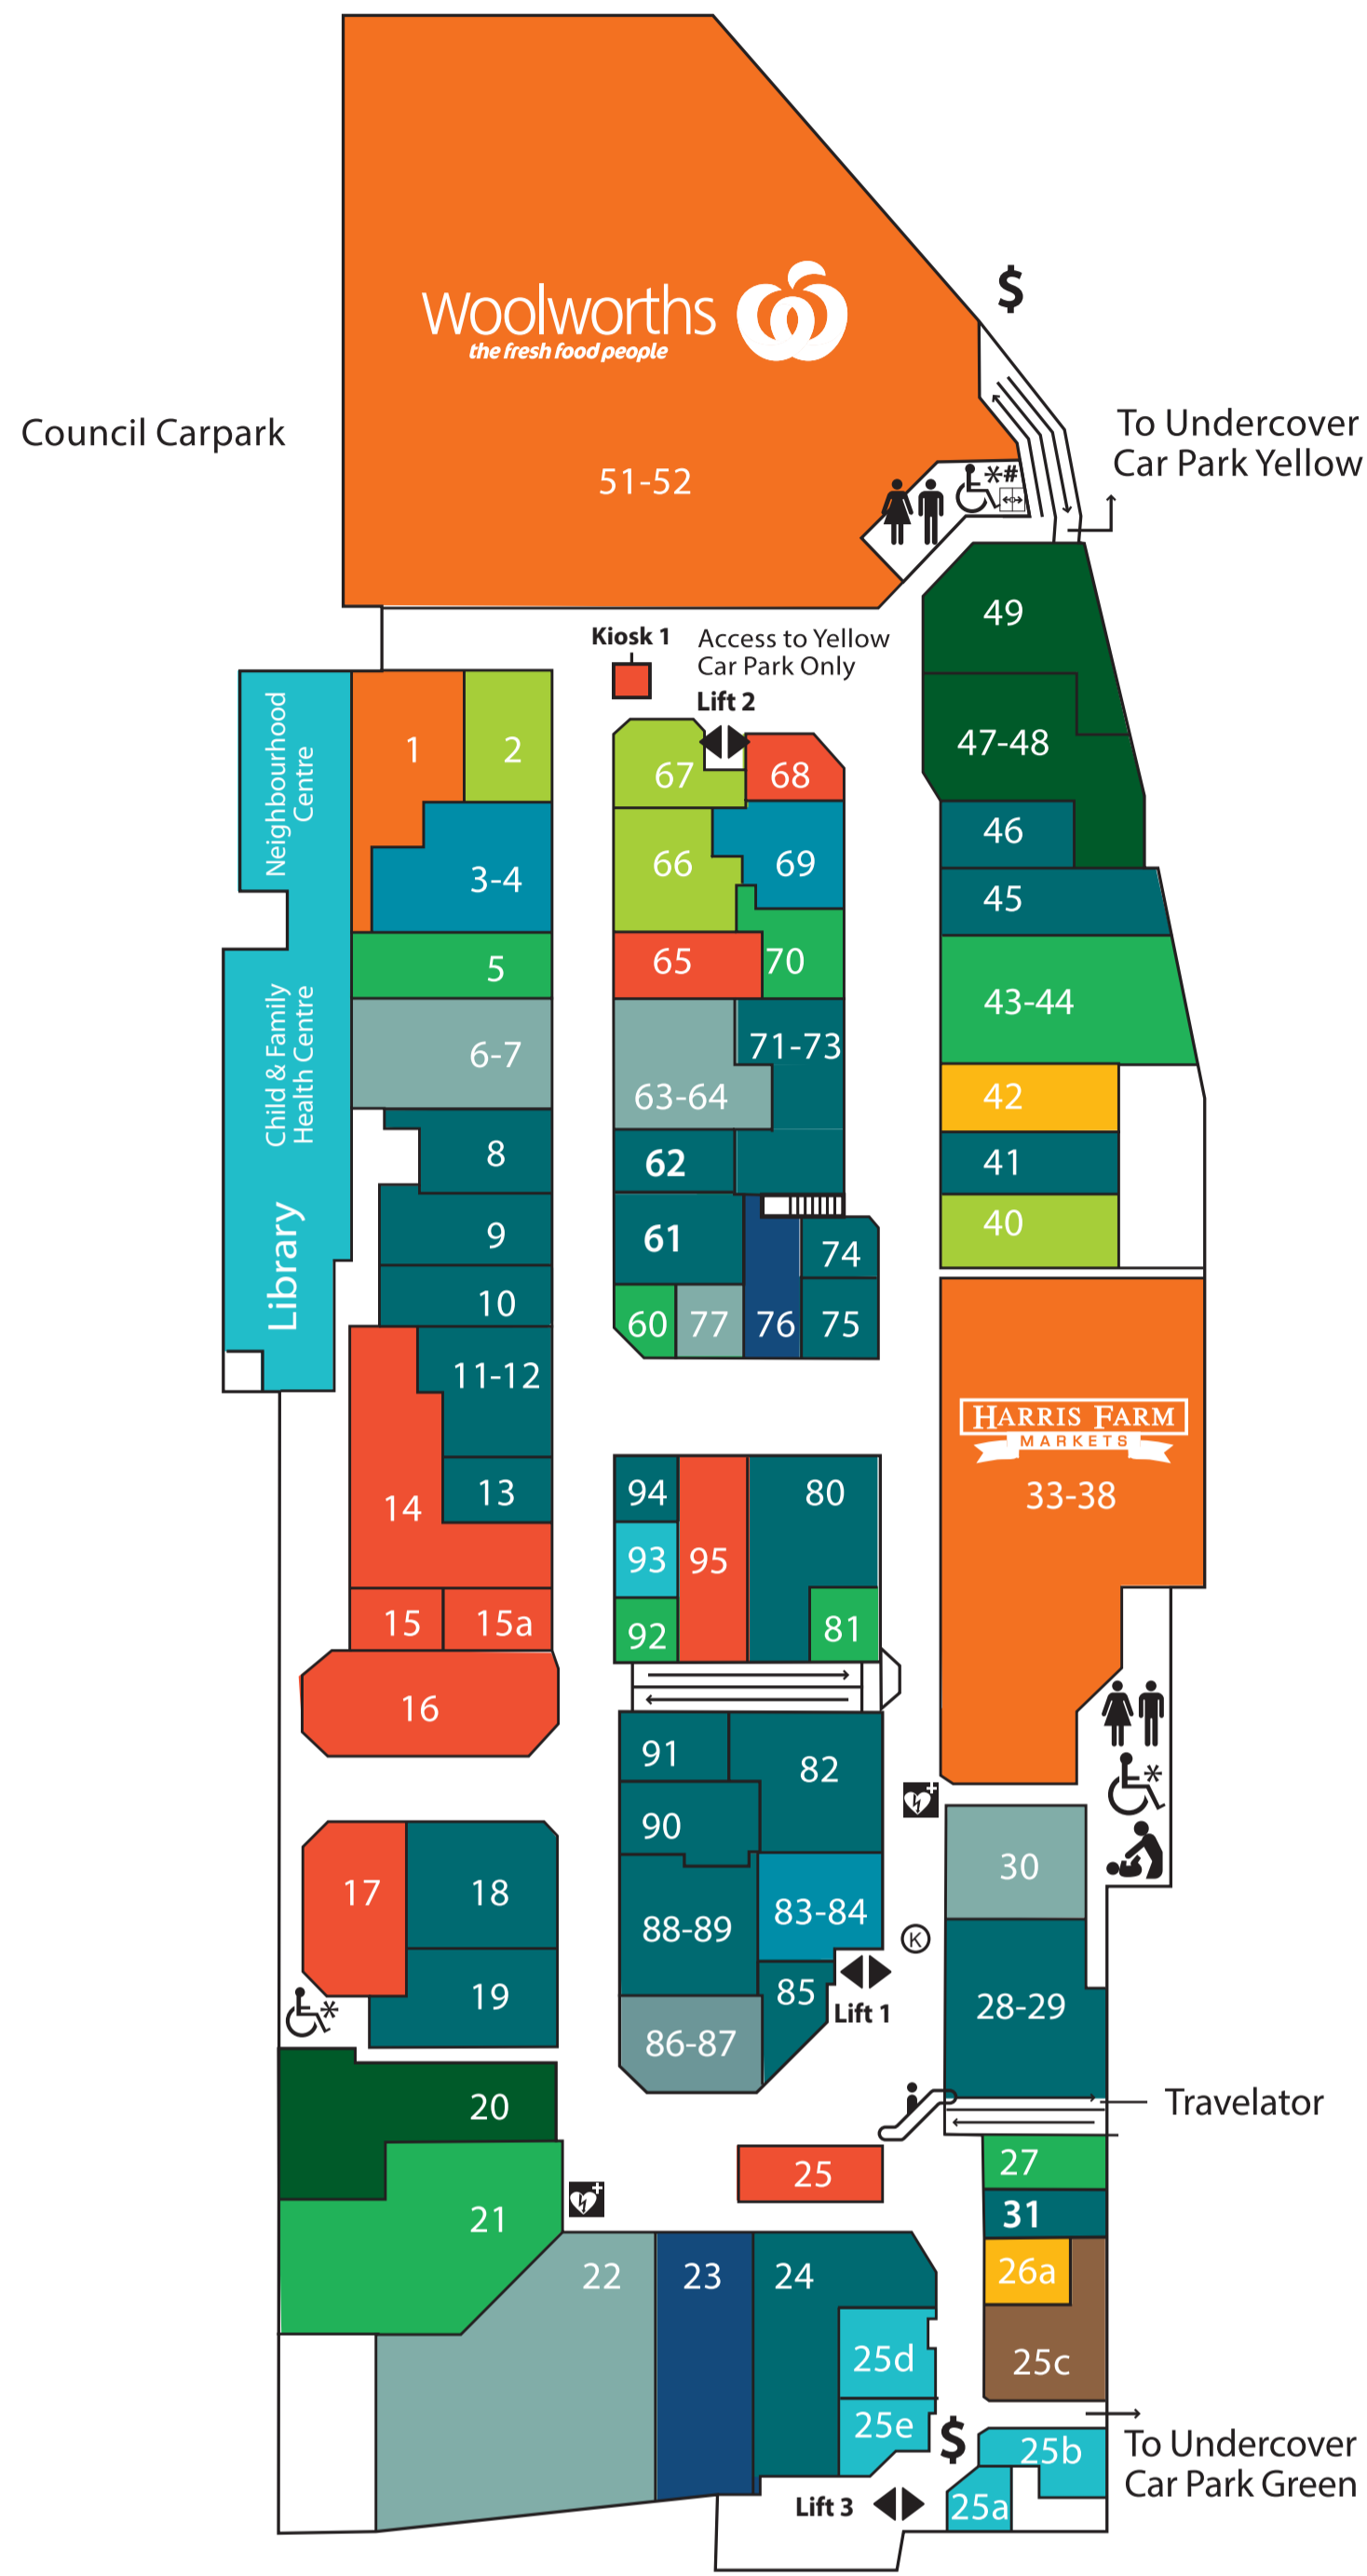 Woolworths
the fresh food people
$
Council Carpark
To Undercover
Car Park Yellow
51-52
*#
49
Kiosk 1
Access to Yellow
Car Park Only
Lift 2
Neighbourhood
Centre
1
2
67
68
47-48
3-4
66
69
46
45
5
65
70
Child & Family
Health Centre
6-7
63-64
71-73
43-44
42
8
62
41
Library
9
61
74
40
10
60
77
76
75
11-12
HARRIS FARM
MARKETS
33-38
14
13
94
95
80
93
15
15a
92
81
16
91
82
*
90
30
17
18
88-89
83-84
K
19
*
85
Lift 1
28-29
86-87
20
Travelator
25
27
21
31
22
23
24
26a
25d
25c
25e
$
25b
To Undercover
Car Park Green
Lift 3
25a